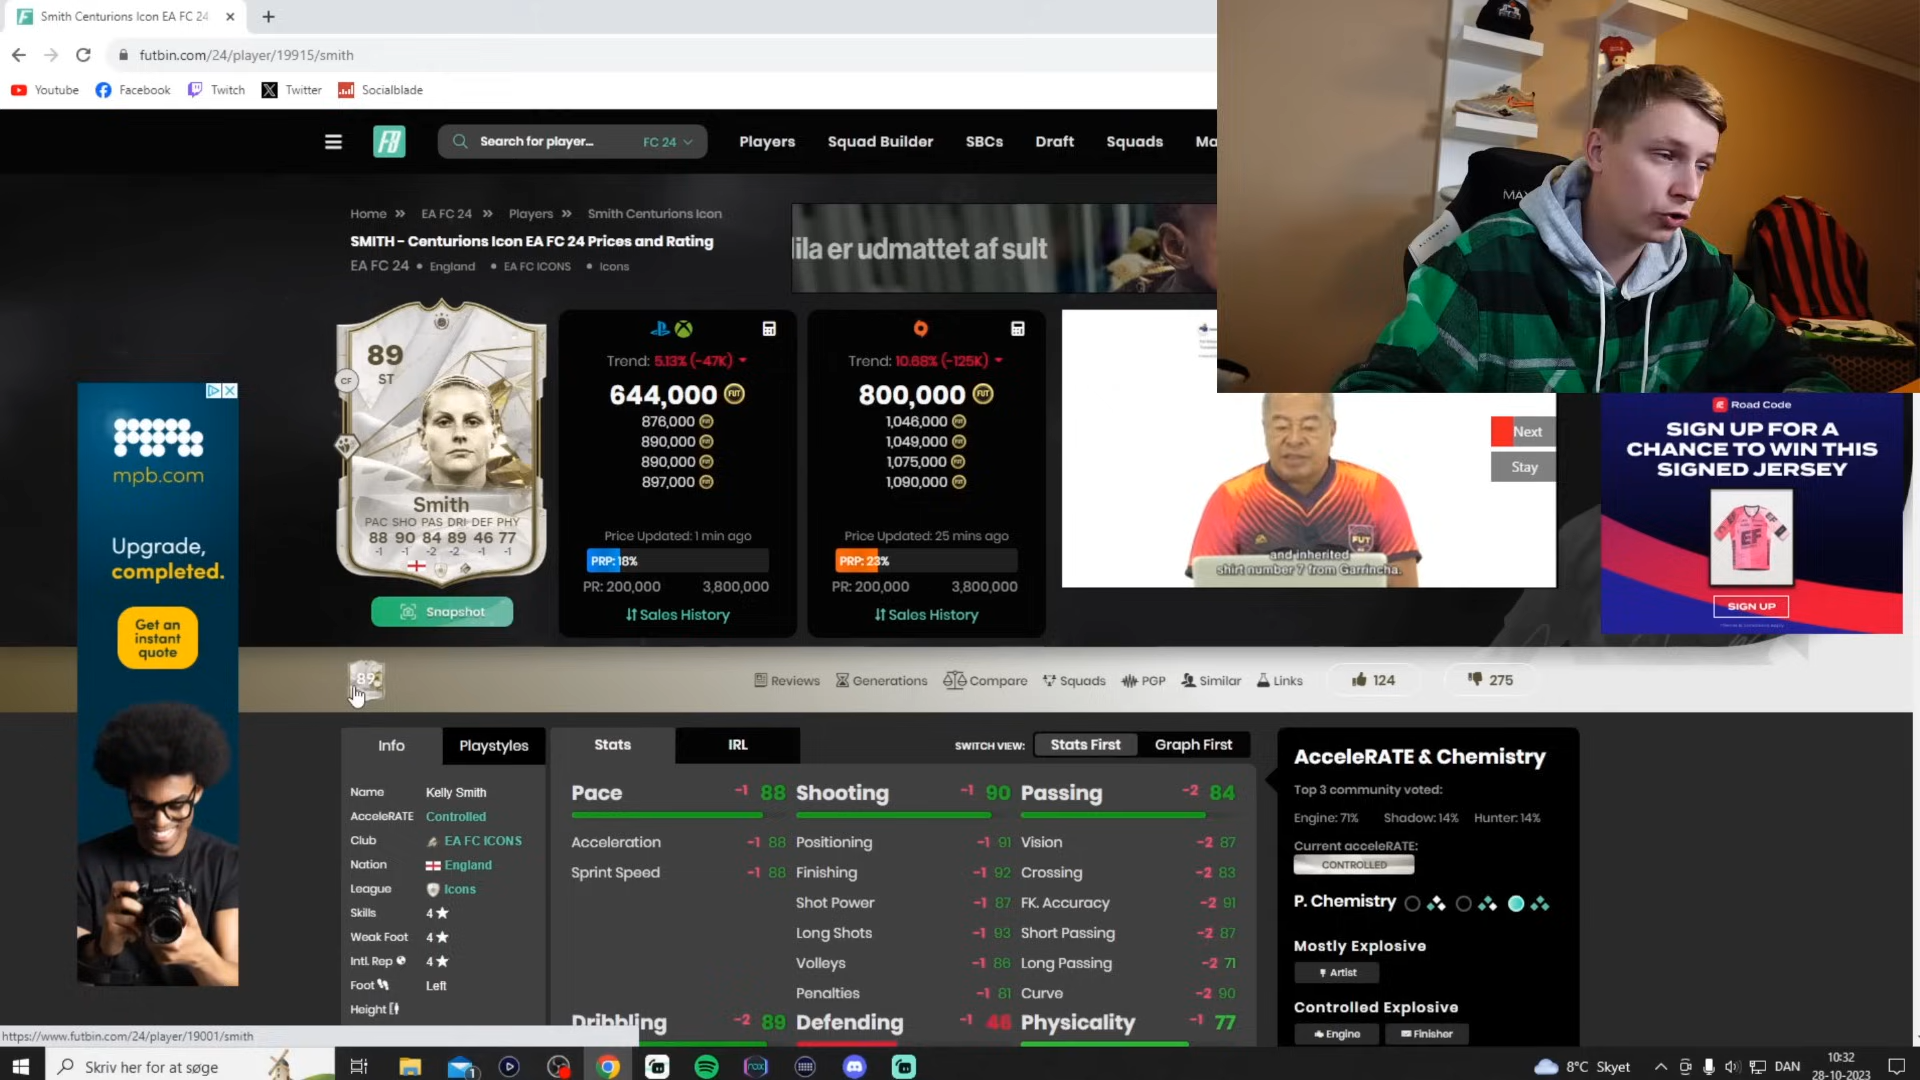 Smith Centurions Icon EA FC 24
futbin.com/24/player/19915/smith
Youtube Facebook Twitch Twitter Socialblade
Search for player... FC 24 Players Squad Builder SBCs Draft Squads Ma
Home » EA FC 24 » Players » Smith Centurions Icon
SMITH - Centurions Icon EA FC 24 Prices and Rating
EA FC 24 • England • EA FC ICONS • Icons
lila er udmattet af sult
89
ST
CF
Smith
PAC SHO PAS DRI DEF PHY
88 90 84 89 46 77
-1 -1 -2 -2 -1 -1
Snapshot
Trend: 5.13% (-47K)
644,000
876,000
890,000
890,000
897,000
Price Updated: 1 min ago
PRP: 18%
PR: 200,000 3,800,000
Sales History
Trend: 10.68% (-125K)
800,000
1,046,000
1,049,000
1,075,000
1,090,000
Price Updated: 25 mins ago
PRP: 23%
PR: 200,000 3,800,000
Sales History
FUT
and inherited
shirt number 7 from Garrincha.
Next
Stay
Road Code
SIGN UP FOR A
CHANCE TO WIN THIS
SIGNED JERSEY
EF
SIGN UP
mpb.com
Upgrade,
completed.
Get an
instant
quote
89
Reviews Generations Compare Squads PGP Similar Links 124 275
Info Playstyles
Name Kelly Smith
AcceleRATE Controlled
Club EA FC ICONS
Nation England
League Icons
Skills 4
Weak Foot 4
Intl. Rep 4
Foot Left
Height
Stats IRL SWITCH VIEW: Stats First Graph First
Pace -1 88 Shooting -1 90 Passing -2 84
Acceleration -1 88 Positioning -1 91 Vision -2 87
Sprint Speed -1 88 Finishing -1 92 Crossing -2 83
Shot Power -1 87 FK. Accuracy -2 91
Long Shots -1 93 Short Passing -2 87
Volleys -1 86 Long Passing -2 71
Penalties -1 81 Curve -2 90
Dribbling -2 89 Defending -1 46 Physicality -1 77
AcceleRATE & Chemistry
Top 3 community voted:
Engine: 71% Shadow: 14% Hunter: 14%
Current acceleRATE:
CONTROLLED
P. Chemistry
Mostly Explosive
Artist
Controlled Explosive
Engine Finisher
https://www.futbin.com/24/player/19001/smith
Skriv her for at søge
8°C Skyet DAN
10:32
28-10-2023